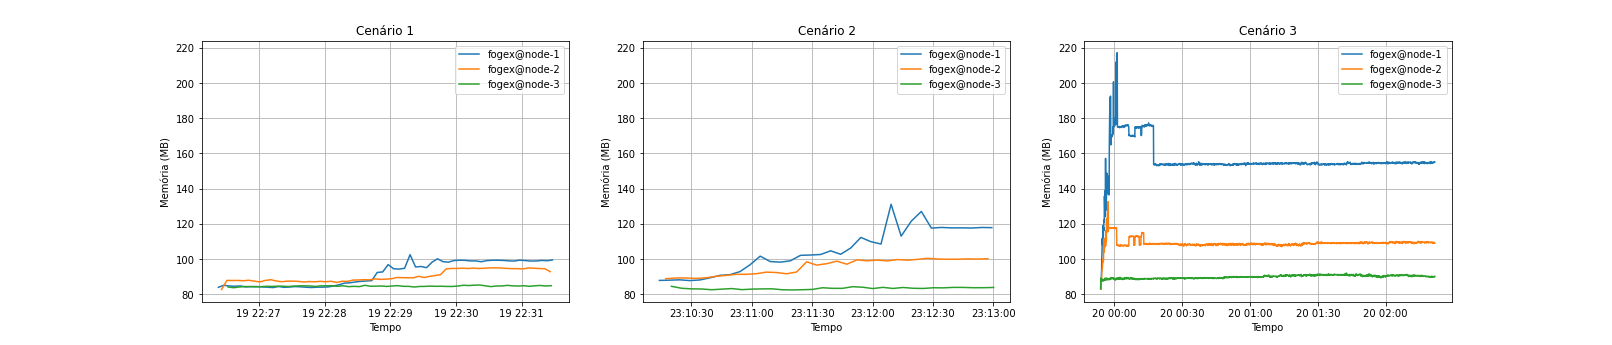 Cenário 1
Memória (MB)
220
200
180
160
140
120
100
80
fogex@node-1
fogex@node-2
fogex@node-3
19 22:27 19 22:28 19 22:29 19 22:30 19 22:31
Tempo
Cenário 2
Memória (MB)
220
200
180
160
140
120
100
80
fogex@node-1
fogex@node-2
fogex@node-3
23:10:30 23:11:00 23:11:30 23:12:00 23:12:30 23:13:00
Tempo
Cenário 3
Memória (MB)
220
200
180
160
140
120
100
80
fogex@node-1
fogex@node-2
fogex@node-3
20 00:00 20 00:30 20 01:00 20 01:30 20 02:00
Tempo